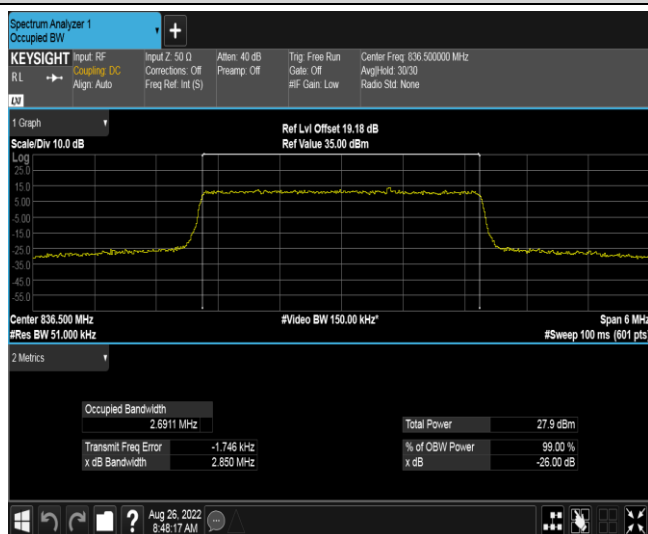 Spectrum Analyzer 1
Occupied BW
KEYSIGHT Input: RF Input Z: 50 Ω Atten: 40 dB Trig: Free Run Center Freq: 836.500000 MHz
RL Coupling: DC Corrections: Off Preamp: Off Gate: Off Avg|Hold: 30/30
Align: Auto Freq Ref: Int (S) #IF Gain: Low Radio Std: None
LXI
1 Graph
Scale/Div 10.0 dB
Ref Lvl Offset 19.18 dB
Ref Value 35.00 dBm
Log
25.0
15.0
5.00
-5.00
-15.0
-25.0
-35.0
-45.0
-55.0
Center 836.500 MHz #Video BW 150.00 kHz* Span 6 MHz
#Res BW 51.000 kHz #Sweep 100 ms (601 pts)
2 Metrics
Occupied Bandwidth
2.6911 MHz Total Power 27.9 dBm
Transmit Freq Error -1.746 kHz % of OBW Power 99.00 %
x dB Bandwidth 2.850 MHz x dB -26.00 dB
Aug 26, 2022
8:48:17 AM